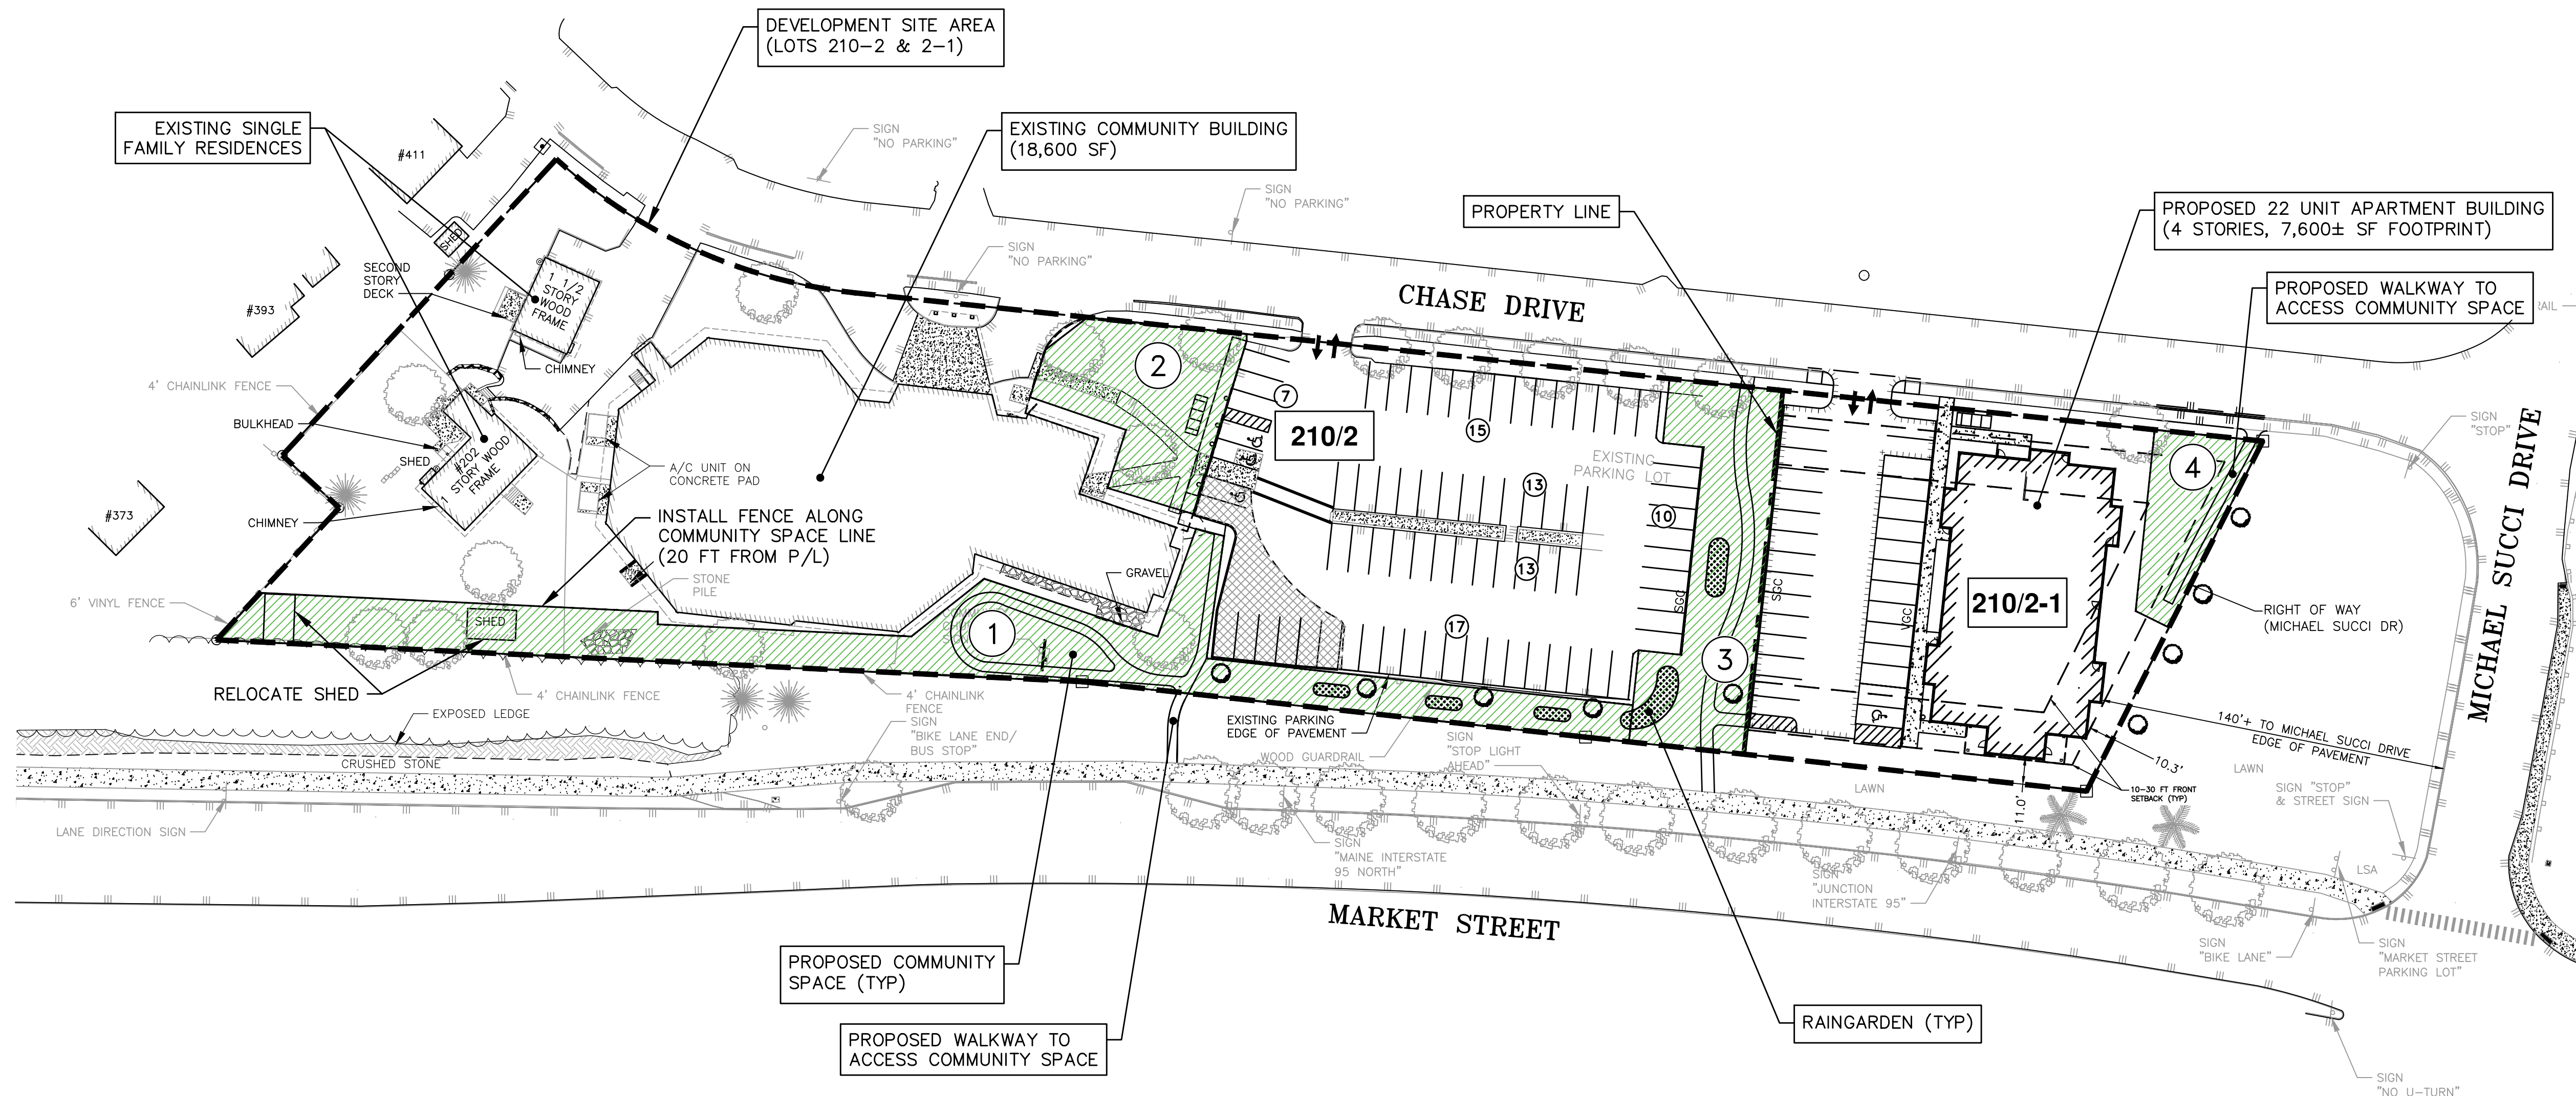 DEVELOPMENT SITE AREA
(LOTS 210-2 & 2-1)
EXISTING SINGLE
FAMILY RESIDENCES
EXISTING COMMUNITY BUILDING
(18,600 SF)
PROPERTY LINE
PROPOSED 22 UNIT APARTMENT BUILDING
(4 STORIES, 7,600± SF FOOTPRINT)
PROPOSED WALKWAY TO
ACCESS COMMUNITY SPACE
SIGN
"NO PARKING"
SIGN
"NO PARKING"
SIGN
"NO PARKING"
#411
#393
#373
SHED
SECOND
STORY
DECK
1 1/2
STORY
WOOD
FRAME
CHIMNEY
4' CHAINLINK FENCE
BULKHEAD
SHED
#202
1 STORY WOOD
FRAME
CHIMNEY
A/C UNIT ON
CONCRETE PAD
INSTALL FENCE ALONG
COMMUNITY SPACE LINE
(20 FT FROM P/L)
STONE
PILE
GRAVEL
6' VINYL FENCE
SHED
RELOCATE SHED
4' CHAINLINK FENCE
4' CHAINLINK
FENCE
EXPOSED LEDGE
CRUSHED STONE
LANE DIRECTION SIGN
SIGN
"BIKE LANE END/
BUS STOP"
CHASE DRIVE
1
2
3
4
7
15
13
13
10
17
210/2
EXISTING
PARKING LOT
SGC
SGC
VGC
210/2-1
EXISTING PARKING
EDGE OF PAVEMENT
WOOD GUARDRAIL
SIGN
"STOP LIGHT
AHEAD"
SIGN
"MAINE INTERSTATE
95 NORTH"
SIGN
"JUNCTION
INTERSTATE 95"
LAWN
LAWN
11.0'
10.3'
10-30 FT FRONT
SETBACK (TYP)
140'+ TO MICHAEL SUCCI DRIVE
EDGE OF PAVEMENT
RIGHT OF WAY
(MICHAEL SUCCI DR)
MICHAEL SUCCI DRIVE
RAIL
SIGN
"STOP"
SIGN "STOP"
& STREET SIGN
LSA
SIGN
"BIKE LANE"
SIGN
"MARKET STREET
PARKING LOT"
SIGN
"NO U-TURN"
MARKET STREET
PROPOSED COMMUNITY
SPACE (TYP)
PROPOSED WALKWAY TO
ACCESS COMMUNITY SPACE
RAINGARDEN (TYP)